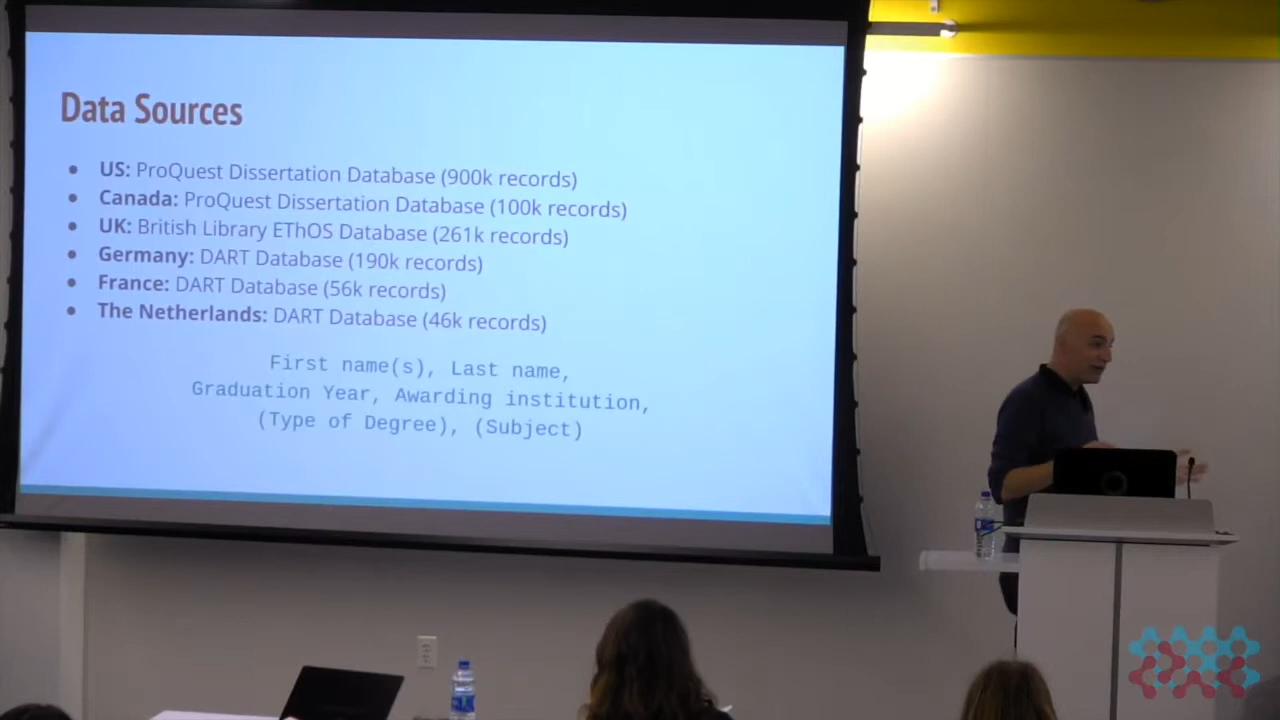 Data Sources
• US: ProQuest Dissertation Database (900k records)
• Canada: ProQuest Dissertation Database (100k records)
• UK: British Library EThOS Database (261k records)
• Germany: DART Database (190k records)
• France: DART Database (56k records)
• The Netherlands: DART Database (46k records)
First name(s), Last name,
Graduation Year, Awarding institution,
(Type of Degree), (Subject)